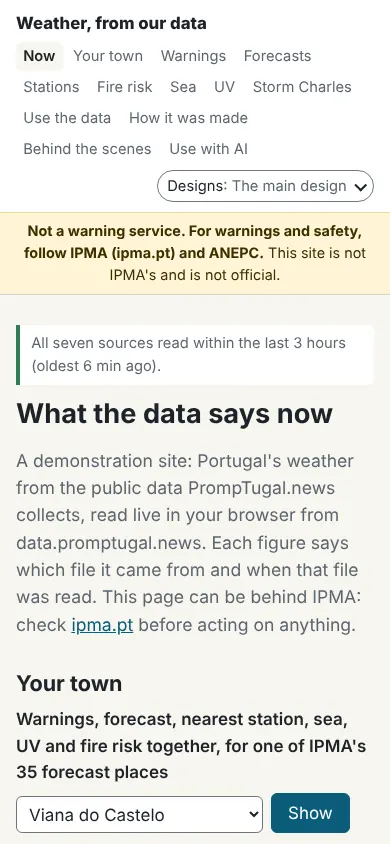 Weather, from our data
Now Your town Warnings Forecasts
Stations Fire risk Sea UV Storm Charles
Use the data How it was made
Behind the scenes Use with AI
Designs: The main design
Not a warning service. For warnings and safety,
follow IPMA (ipma.pt) and ANEPC. This site is not
IPMA's and is not official.
All seven sources read within the last 3 hours
(oldest 6 min ago).
What the data says now
A demonstration site: Portugal's weather
from the public data PrompTugal.news
collects, read live in your browser from
data.promptugal.news. Each figure says
which file it came from and when that file
was read. This page can be behind IPMA:
check ipma.pt before acting on anything.
Your town
Warnings, forecast, nearest station, sea,
UV and fire risk together, for one of IPMA's
35 forecast places
Viana do Castelo Show